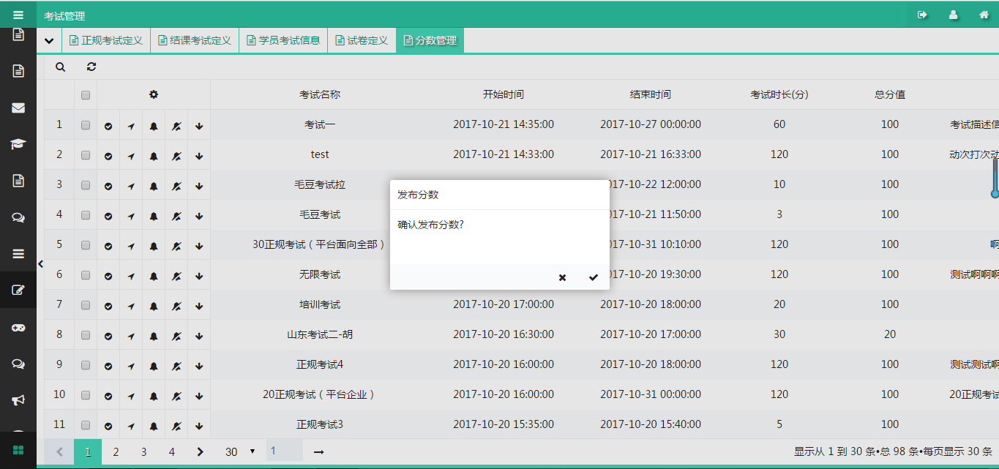 考试管理
正规考试定义 结课考试定义 学员考试信息 试卷定义 分数管理
考试名称 开始时间 结束时间 考试时长(分) 总分值
1 考试一 2017-10-21 14:35:00 2017-10-27 00:00:00 60 100 考试描述信
2 test 2017-10-21 14:33:00 2017-10-21 16:33:00 120 100 动次打次动
3 毛豆考试拉 017-10-22 12:00:00 10 100
4 毛豆考试 017-10-21 11:50:00 3 100
5 30正规考试（平台面向全部） 017-10-31 10:10:00 120 100 啊
6 无限考试 017-10-20 19:30:00 120 100 测试啊啊啊
7 培训考试 2017-10-20 17:00:00 2017-10-20 18:00:00 20 100
8 山东考试二-胡 2017-10-20 16:30:00 2017-10-20 17:00:00 30 20
9 正规考试4 2017-10-20 16:00:00 2017-10-20 18:00:00 120 100 测试测试啊
10 20正规考试（平台企业） 2017-10-20 16:00:00 2017-10-31 00:00:00 120 100 20正规考试
11 正规考试3 2017-10-20 15:35:00 2017-10-20 15:40:00 5 100
发布分数
确认发布分数?
1 2 3 4 30 1 显示从 1 到 30 条•总 98 条•每页显示 30 条